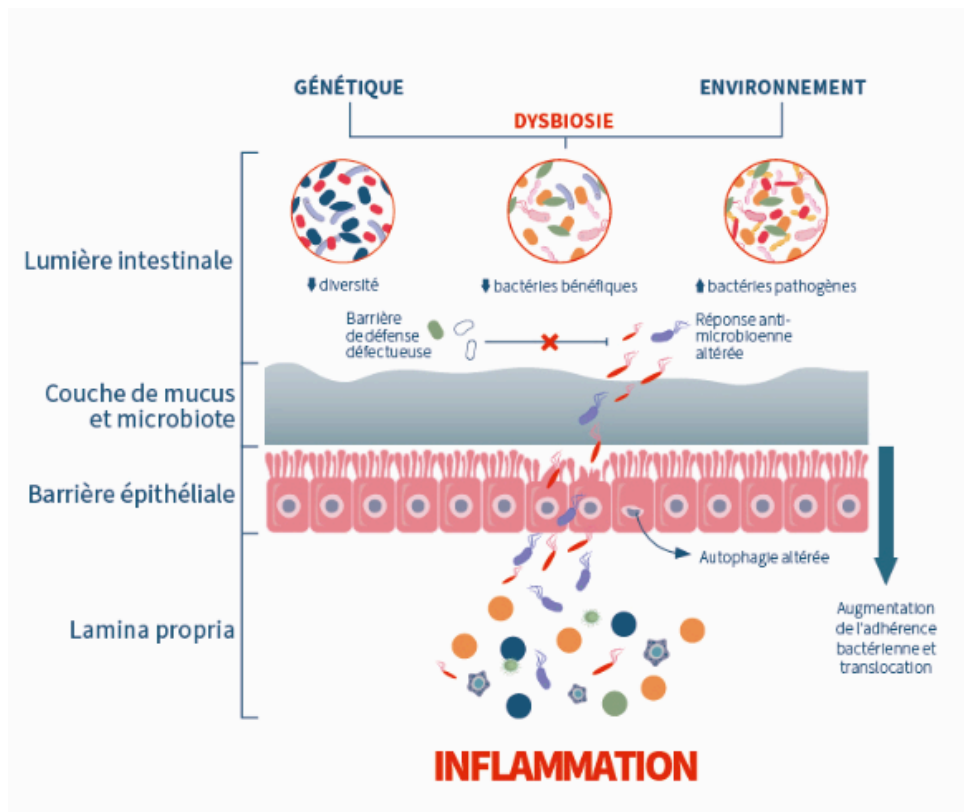 GÉNÉTIQUE
ENVIRONNEMENT
DYSBIOSIE
Lumière intestinale
diversité
bactéries bénéfiques
bactéries pathogènes
Barrière
de défense
défectueuse
Réponse anti-
microbioenne
altérée
Couche de mucus
et microbiote
Barrière épithéliale
Autophagie altérée
Lamina propria
Augmentation
de l'adhérence
bactérienne et
translocation
INFLAMMATION